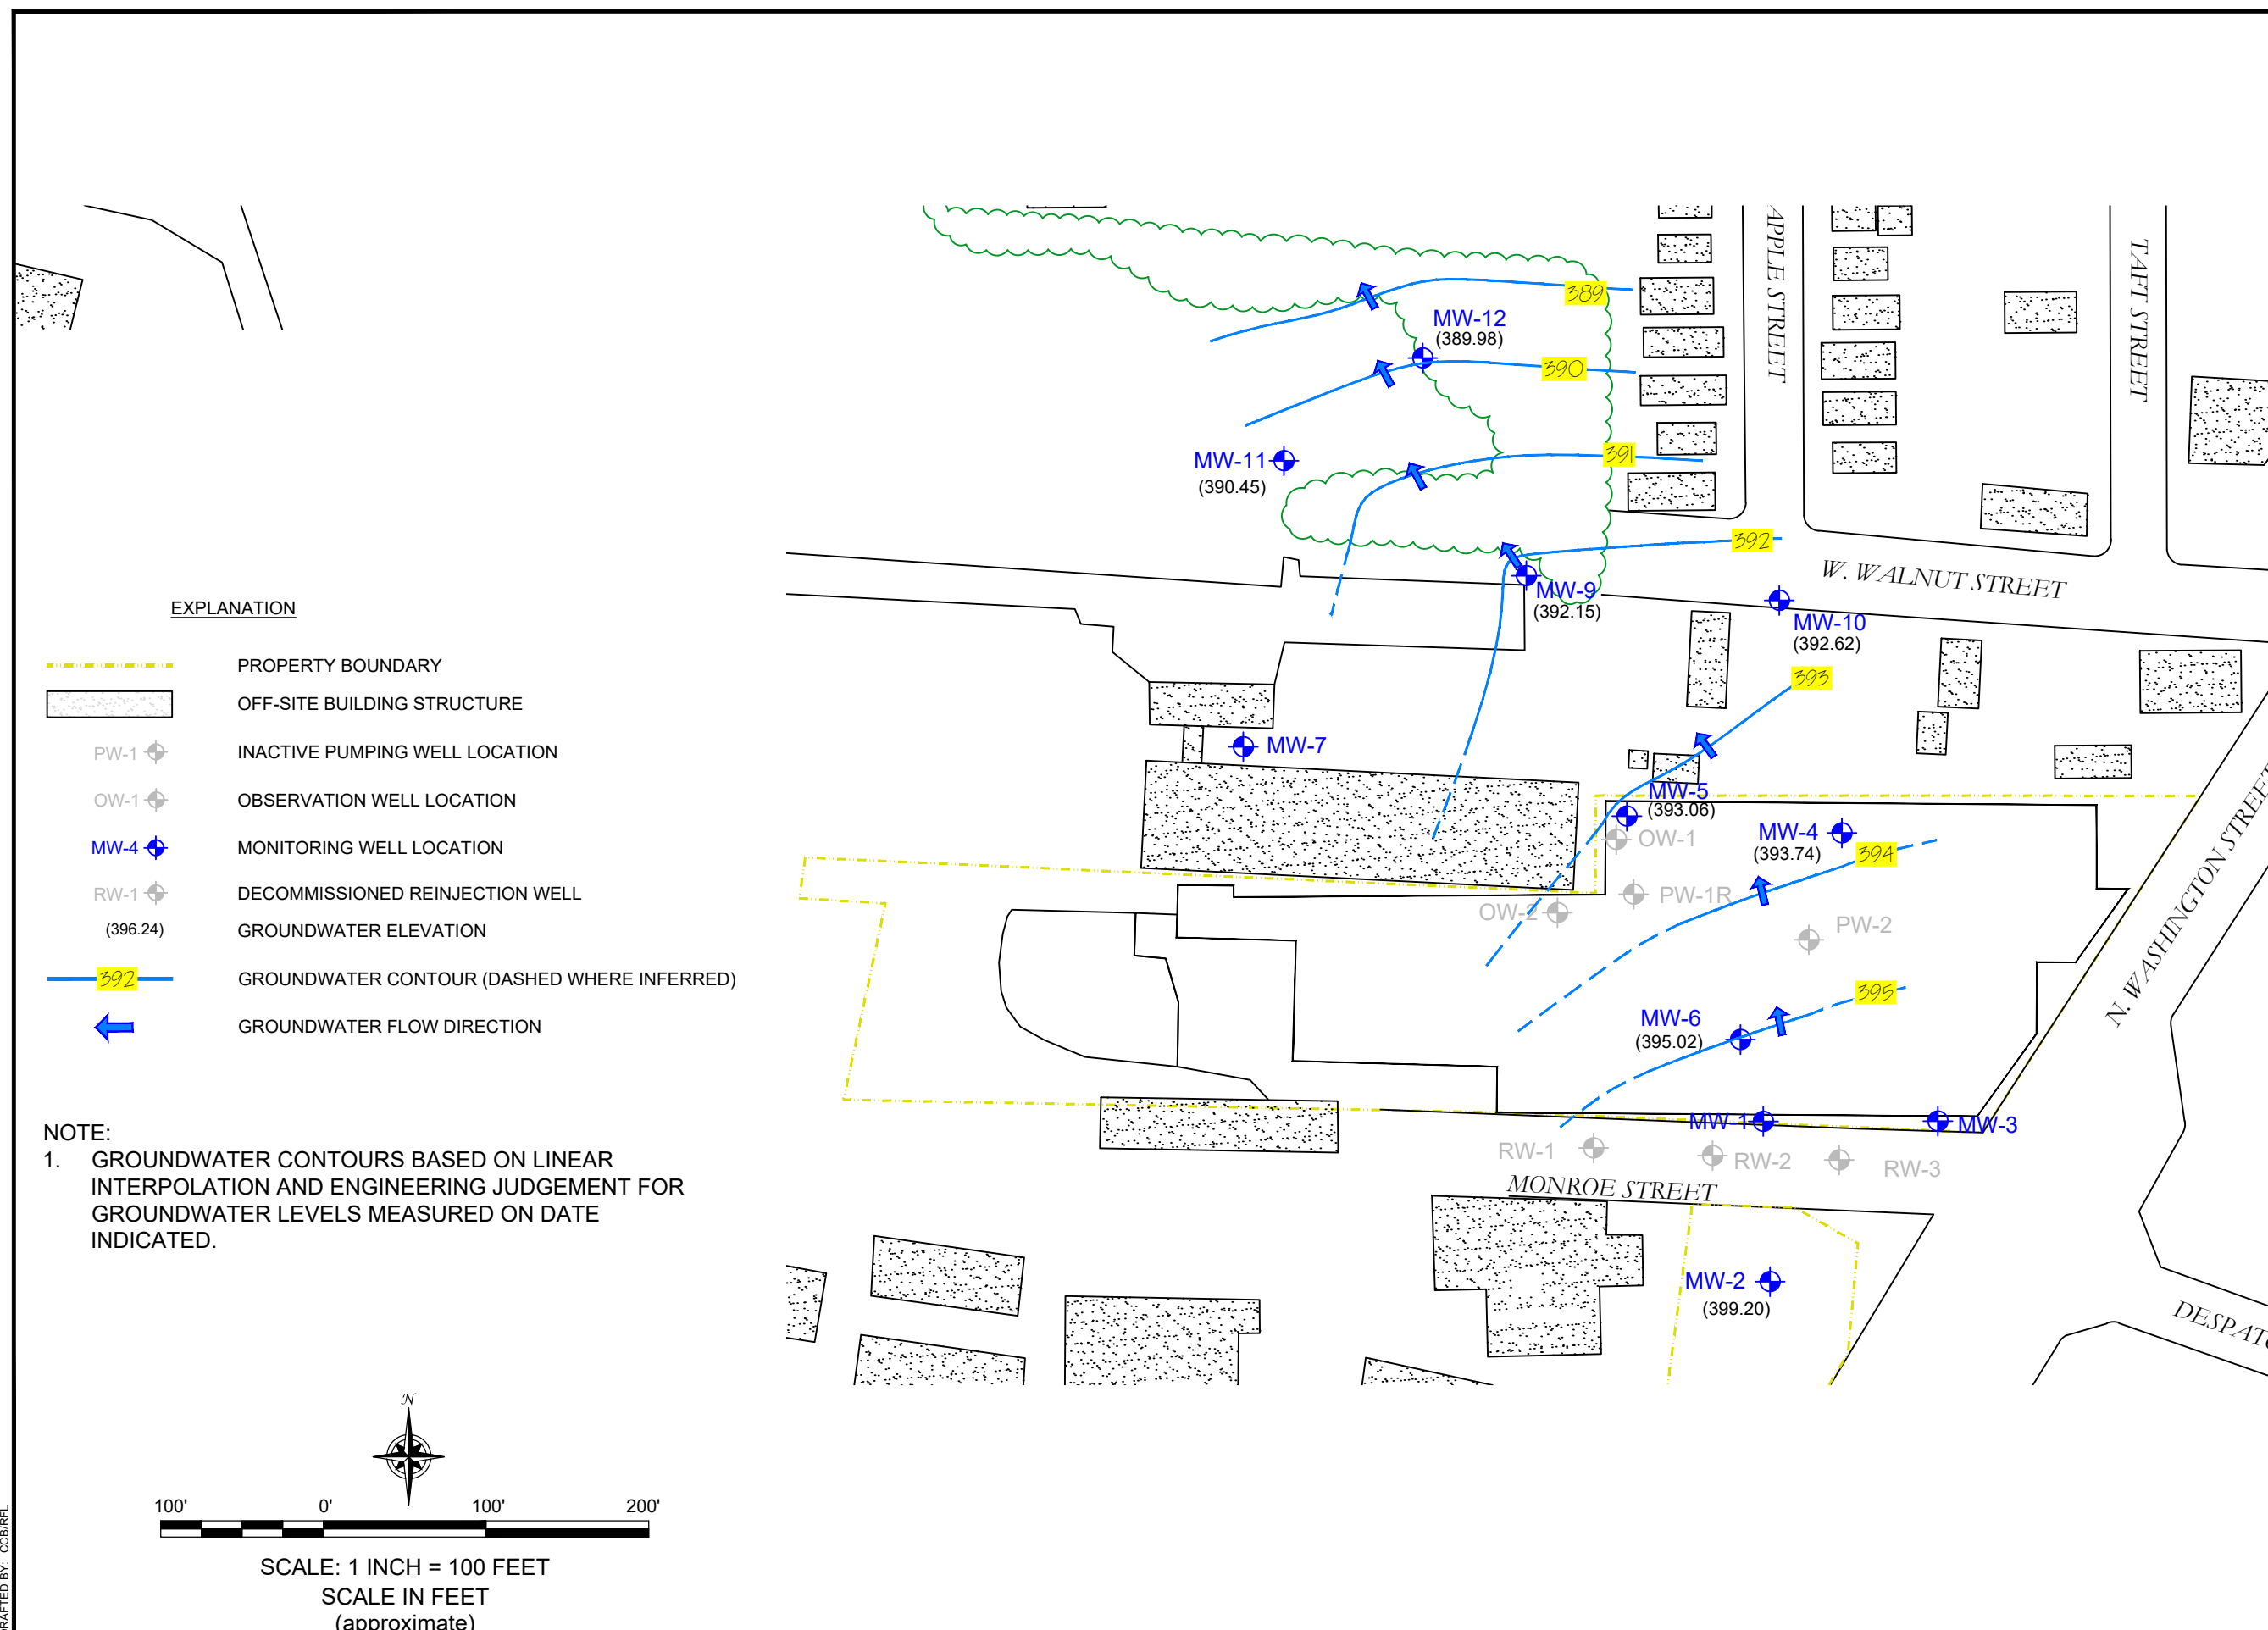 APPLE STREET
TAFT STREET
389
MW-12
(389.98)
390
391
MW-11
(390.45)
392
W. WALNUT STREET
MW-9
(392.15)
MW-10
(392.62)
393
EXPLANATION
PROPERTY BOUNDARY
OFF-SITE BUILDING STRUCTURE
PW-1
INACTIVE PUMPING WELL LOCATION
OW-1
OBSERVATION WELL LOCATION
MW-4
MONITORING WELL LOCATION
RW-1
DECOMMISSIONED REINJECTION WELL
(396.24)
GROUNDWATER ELEVATION
392
GROUNDWATER CONTOUR (DASHED WHERE INFERRED)
GROUNDWATER FLOW DIRECTION
MW-7
MW-5
(393.06)
OW-1
MW-4
(393.74)
394
PW-1R
OW-2
PW-2
N. WASHINGTON STREET
395
MW-6
(395.02)
MW-1
MW-3
RW-1
RW-2
RW-3
MONROE STREET
MW-2
(399.20)
DESPAT
NOTE:
1. GROUNDWATER CONTOURS BASED ON LINEAR
INTERPOLATION AND ENGINEERING JUDGEMENT FOR
GROUNDWATER LEVELS MEASURED ON DATE
INDICATED.
N
100' 0' 100' 200'
SCALE: 1 INCH = 100 FEET
SCALE IN FEET
(approximate)
RAFTED BY: CCB/RFL